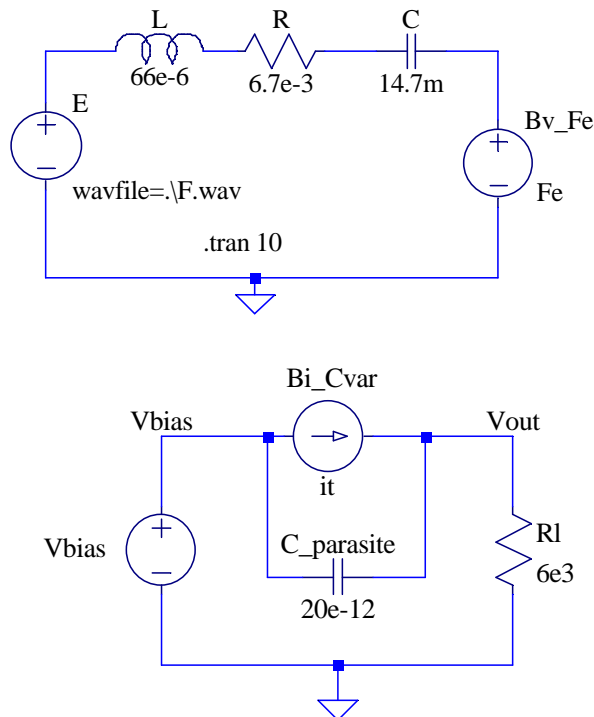 L
66e-6
R
6.7e-3
C
14.7m
E
+
−
wavfile=.\F.wav
Bv_Fe
+
−
Fe
.tran 10
Bi_Cvar
Vbias
Vout
it
Vbias
+
−
C_parasite
20e-12
Rl
6e3